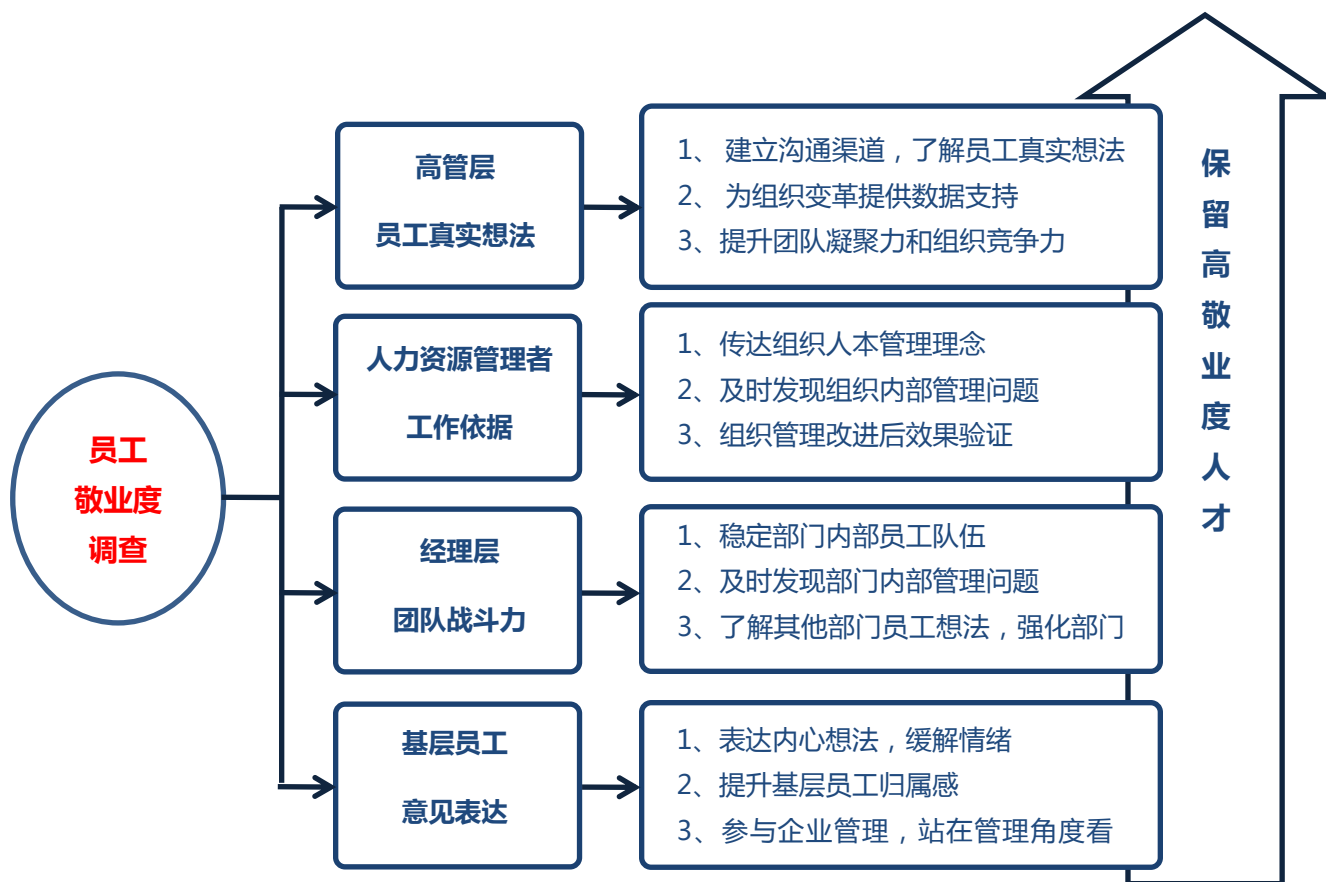 员工
敬业度
调查
高管层
员工真实想法
1、 建立沟通渠道，了解员工真实想法
2、 为组织变革提供数据支持
3、提升团队凝聚力和组织竞争力
人力资源管理者
工作依据
1、传达组织人本管理理念
2、及时发现组织内部管理问题
3、组织管理改进后效果验证
经理层
团队战斗力
1、稳定部门内部员工队伍
2、及时发现部门内部管理问题
3、了解其他部门员工想法，强化部门
基层员工
意见表达
1、表达内心想法，缓解情绪
2、提升基层员工归属感
3、参与企业管理，站在管理角度看
保
留
高
敬
业
度
人
才